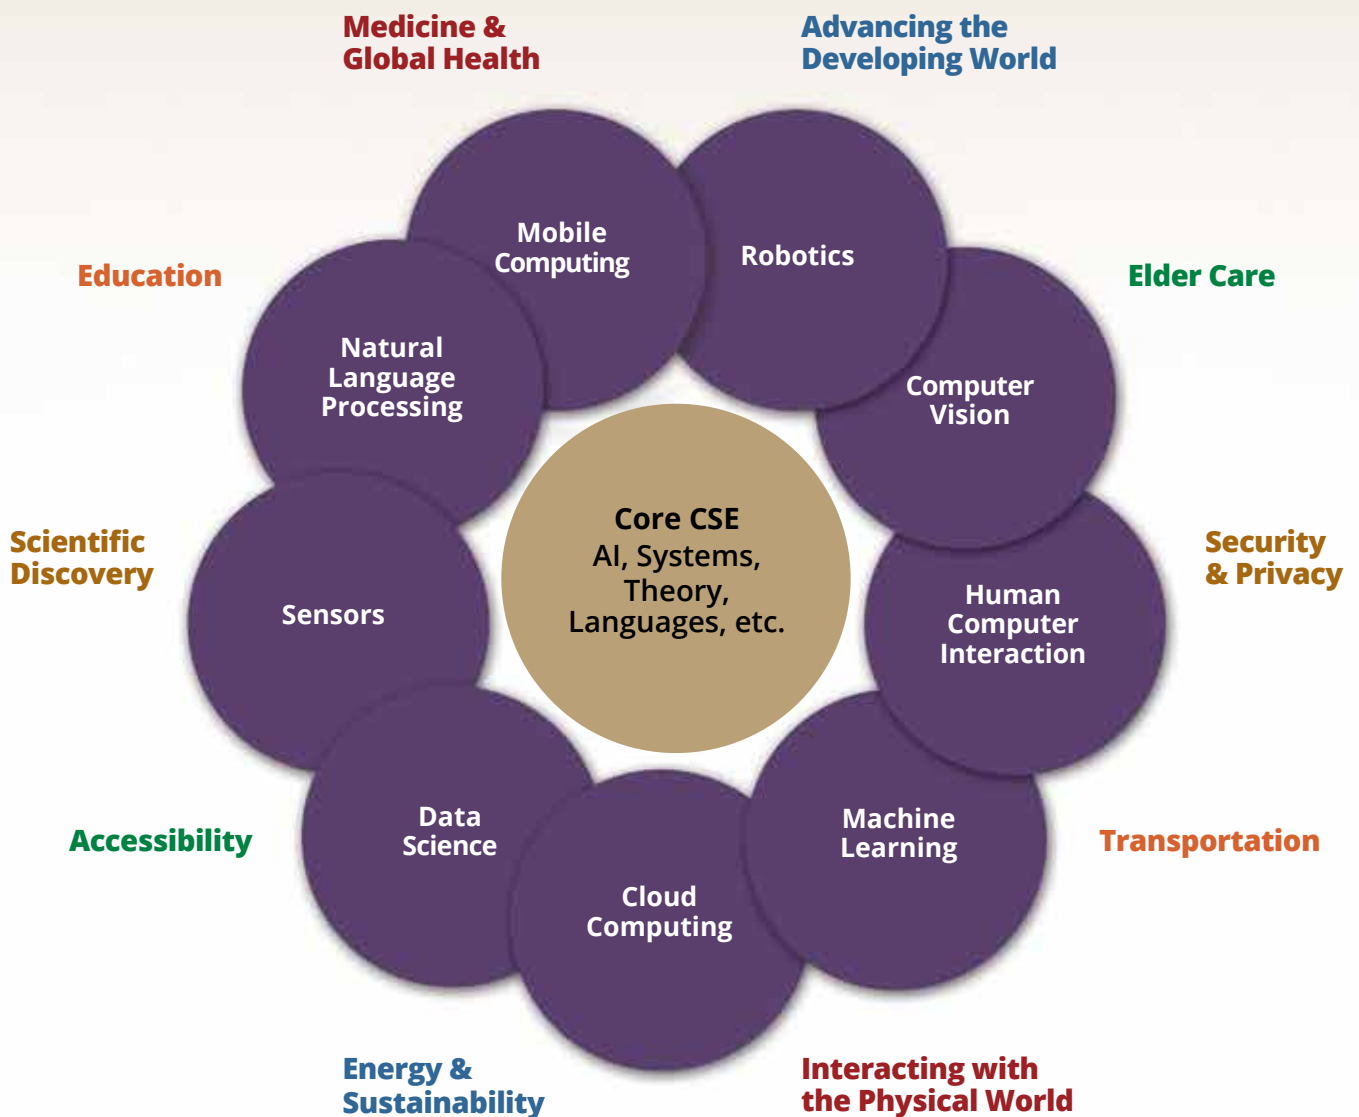 Medicine &
Global Health
Advancing the
Developing World
Mobile
Computing
Robotics
Education
Elder Care
Natural
Language
Processing
Computer
Vision
Core CSE
AI, Systems,
Theory,
Languages, etc.
Scientific
Discovery
Security
& Privacy
Sensors
Human
Computer
Interaction
Data
Science
Machine
Learning
Accessibility
Transportation
Cloud
Computing
Energy &
Sustainability
Interacting with
the Physical World